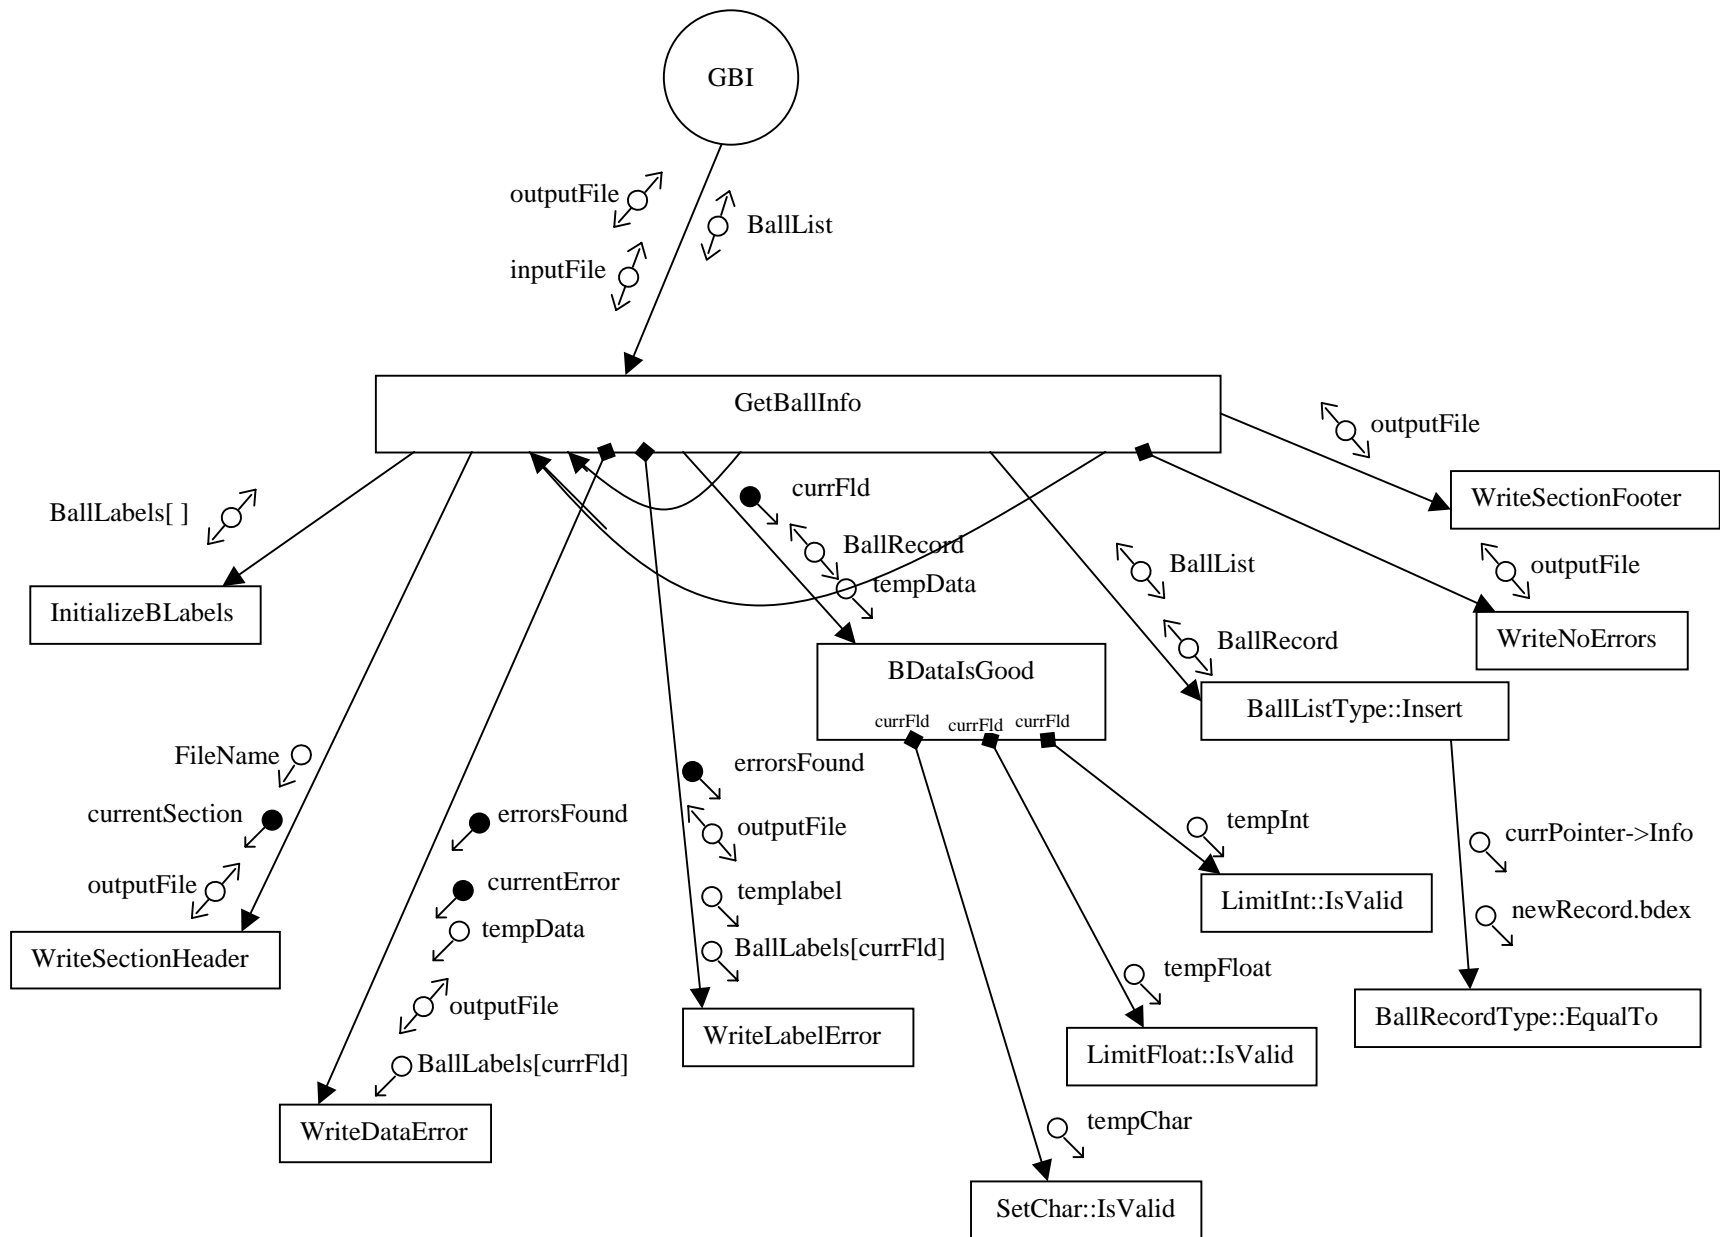 GBI
outputFile
BallList
inputFile
GetBallInfo
outputFile
WriteSectionFooter
currFld
BallLabels[ ]
BallRecord
BallList
outputFile
tempData
InitializeBLabels
WriteNoErrors
BallRecord
BDataIsGood
BallListType::Insert
currFld
currFld
currFld
FileName
errorsFound
currentSection
errorsFound
outputFile
tempInt
currPointer->Info
outputFile
currentError
templabel
LimitInt::IsValid
newRecord.bdex
tempData
BallLabels[currFld]
WriteSectionHeader
tempFloat
outputFile
BallRecordType::EqualTo
WriteLabelError
LimitFloat::IsValid
BallLabels[currFld]
WriteDataError
tempChar
SetChar::IsValid